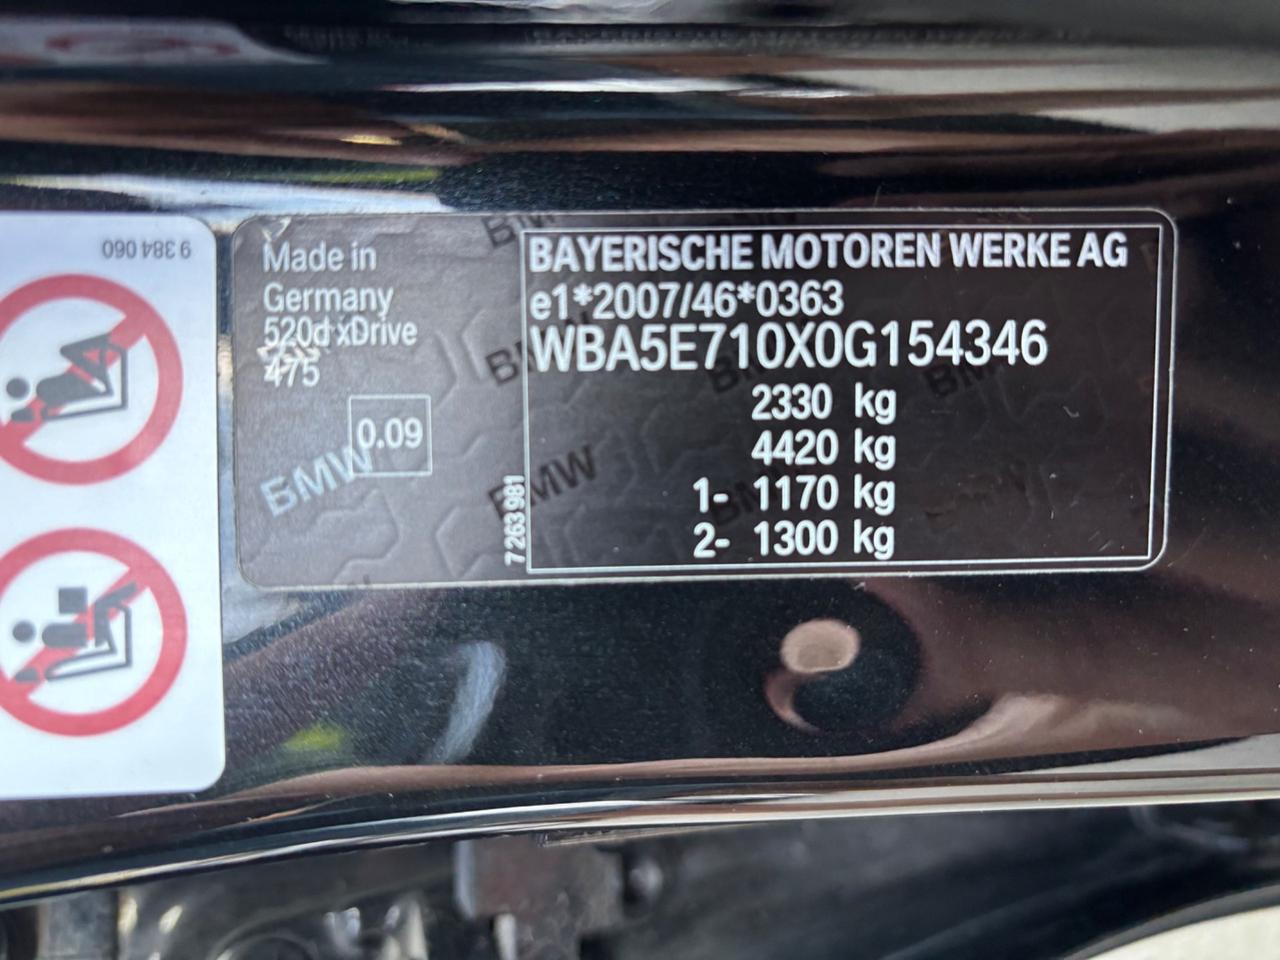 9 384 060
Made in
Germany
520d xDrive
475
0.09
BMW
7 263 981
BAYERISCHE MOTOREN WERKE AG
e1*2007/46*0363
WBA5E710X0G154346
2330 kg
4420 kg
1- 1170 kg
2- 1300 kg